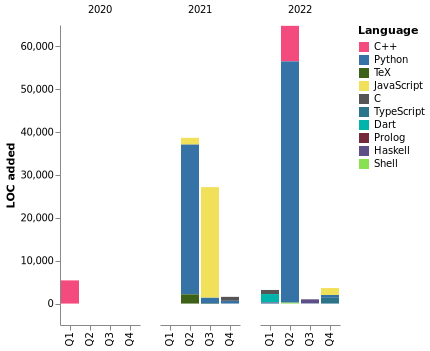 2020 2021 2022
Language
C++
Python
TeX
JavaScript
C
TypeScript
Dart
Prolog
Haskell
Shell
LOC added
60,000
50,000
40,000
30,000
20,000
10,000
0
Q1 Q2 Q3 Q4 Q1 Q2 Q3 Q4 Q1 Q2 Q3 Q4